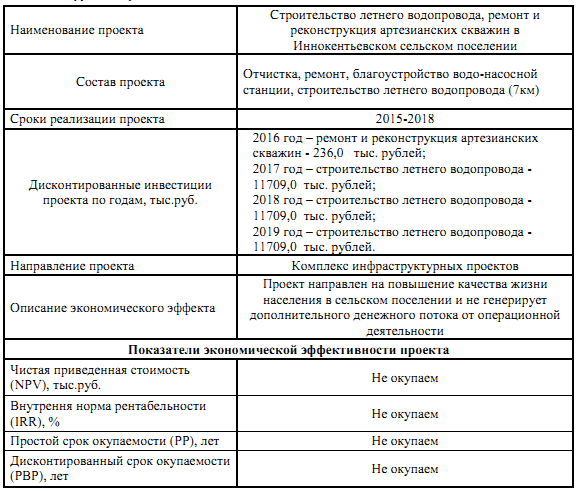 Наименование проекта
Строительство летнего водопровода, ремонт и
реконструкция артезианских скважин в
Иннокентьевском сельском поселении
Состав проекта
Отчистка, ремонт, благоустройство водо-насосной
станции, строительство летнего водопровода (7км)
Сроки реализации проекта
2015-2018
Дисконтированные инвестиции
проекта по годам, тыс.руб.
2016 год – ремонт и реконструкция артезианских
скважин - 236,0 тыс. рублей;
2017 год – строительство летнего водопровода -
11709,0 тыс. рублей;
2018 год – строительство летнего водопровода -
11709,0 тыс. рублей;
2019 год – строительство летнего водопровода -
11709,0 тыс. рублей.
Направление проекта
Комплекс инфраструктурных проектов
Описание экономического эффекта
Проект направлен на повышение качества жизни
населения в сельском поселении и не генерирует
дополнительного денежного потока от операционной
деятельности
Показатели экономической эффективности проекта
Чистая приведенная стоимость
(NPV), тыс.руб.
Не окупаем
Внутрення норма рентабельности
(IRR), %
Не окупаем
Простой срок окупаемости (PP), лет
Не окупаем
Дисконтированный срок окупаемости
(PBP), лет
Не окупаем